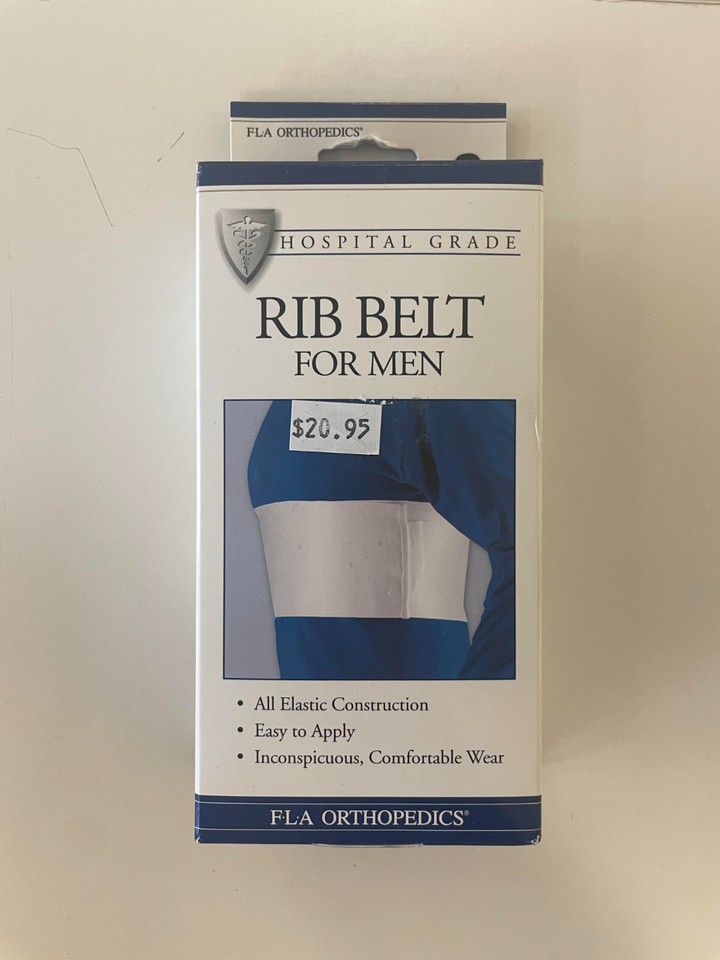 F·L·A ORTHOPEDICS®
HOSPITAL GRADE
RIB BELT
FOR MEN
$20.95
• All Elastic Construction
• Easy to Apply
• Inconspicuous, Comfortable Wear
F·L·A ORTHOPEDICS®